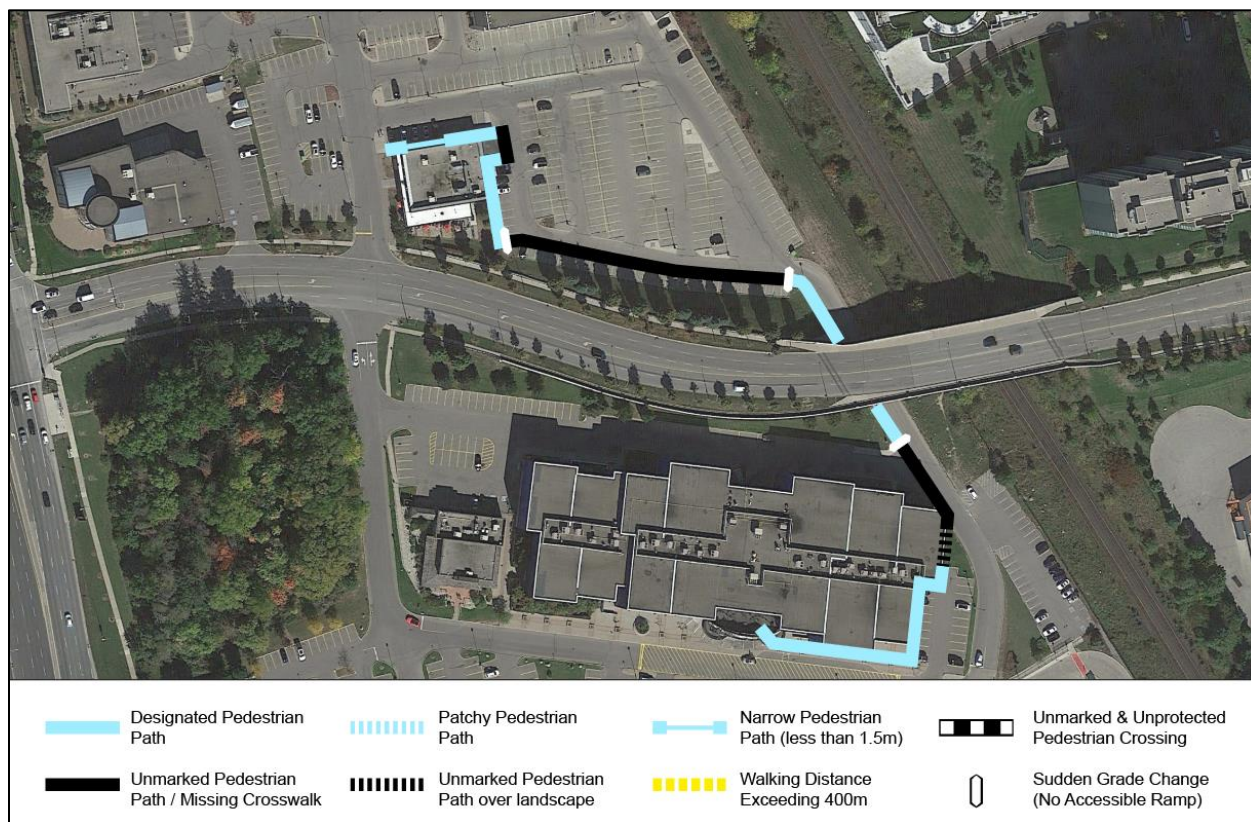 Designated Pedestrian
Path
Patchy Pedestrian
Path
Narrow Pedestrian
Path (less than 1.5m)
Unmarked & Unprotected
Pedestrian Crossing
Unmarked Pedestrian
Path / Missing Crosswalk
Unmarked Pedestrian
Path over landscape
Walking Distance
Exceeding 400m
Sudden Grade Change
(No Accessible Ramp)